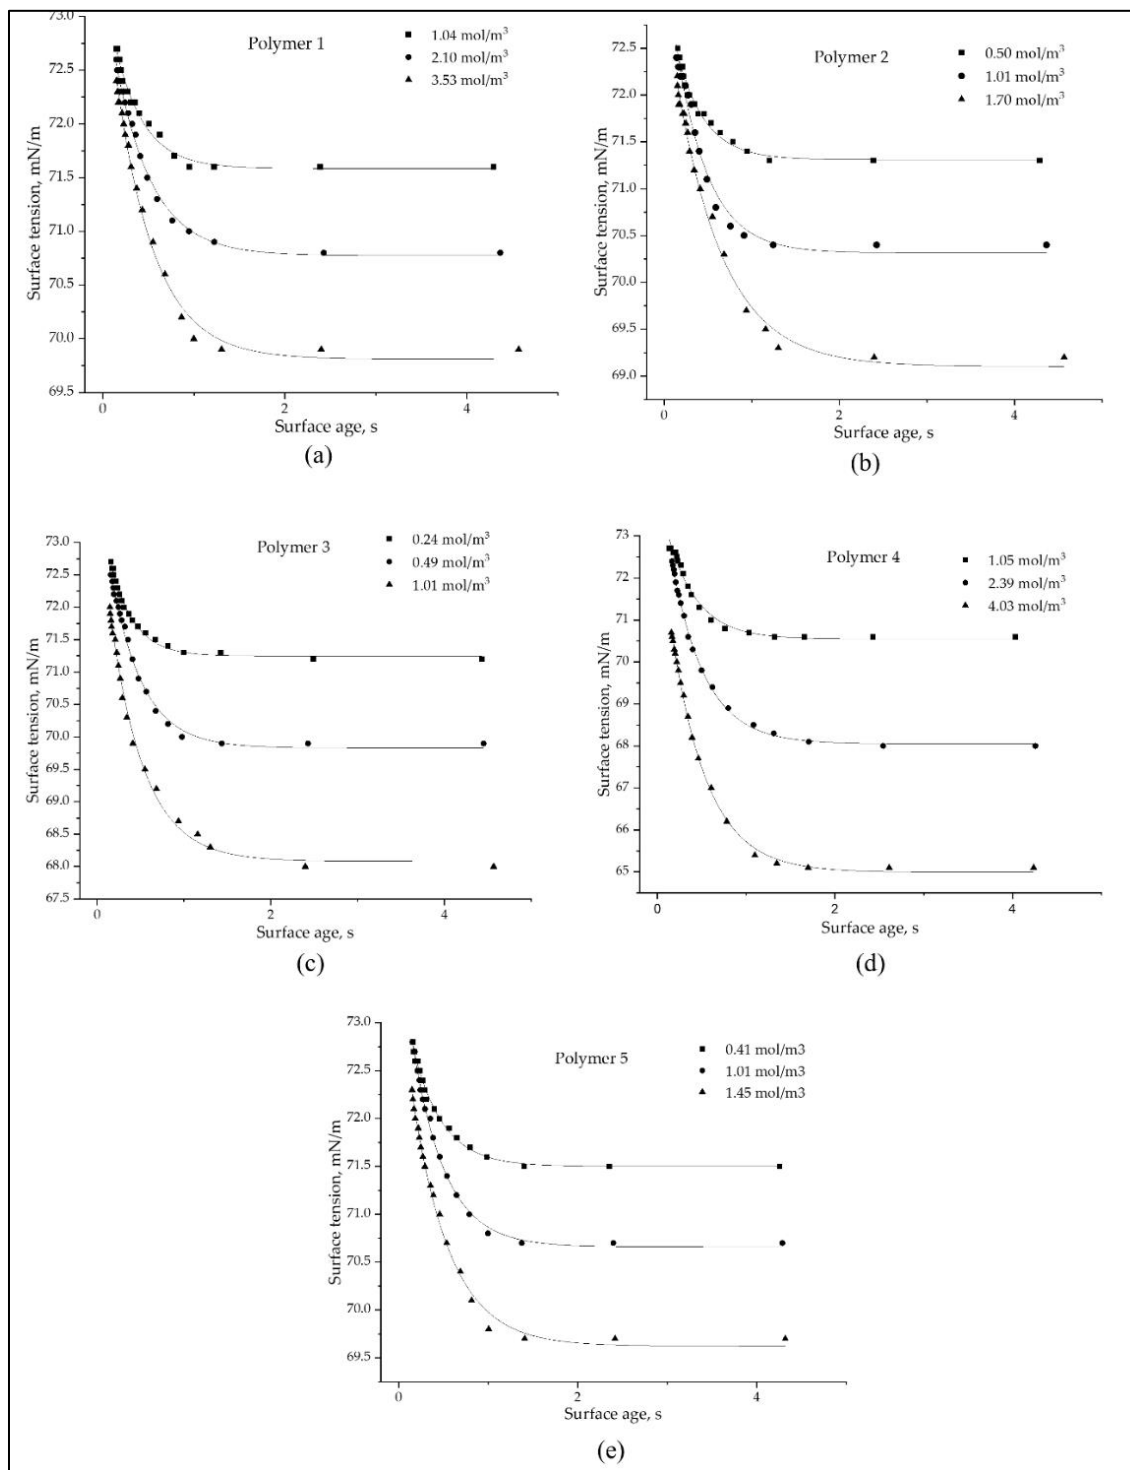 73.0
72.5
72.0
71.5
71.0
70.5
70.0
69.5
Surface tension, mN/m
Polymer 1
1.04 mol/m³
2.10 mol/m³
3.53 mol/m³
0 2 4
Surface age, s
(a)
72.5
72.0
71.5
71.0
70.5
70.0
69.5
69.0
Surface tension, mN/m
Polymer 2
0.50 mol/m³
1.01 mol/m³
1.70 mol/m³
0 2 4
Surface age, s
(b)
73.0
72.5
72.0
71.5
71.0
70.5
70.0
69.5
69.0
68.5
68.0
67.5
Surface tension, mN/m
Polymer 3
0.24 mol/m³
0.49 mol/m³
1.01 mol/m³
0 2 4
Surface age, s
(c)
73
72
71
70
68
67
66
65
Surface tension, mN/m
Polymer 4
1.05 mol/m³
2.39 mol/m³
4.03 mol/m³
0 2 4
Surface age, s
(d)
73.0
72.5
72.0
71.5
71.0
70.5
70.0
69.5
Surface tension, mN/m
Polymer 5
0.41 mol/m3
1.01 mol/m3
1.45 mol/m3
0 2 4
Surface age, s
(e)